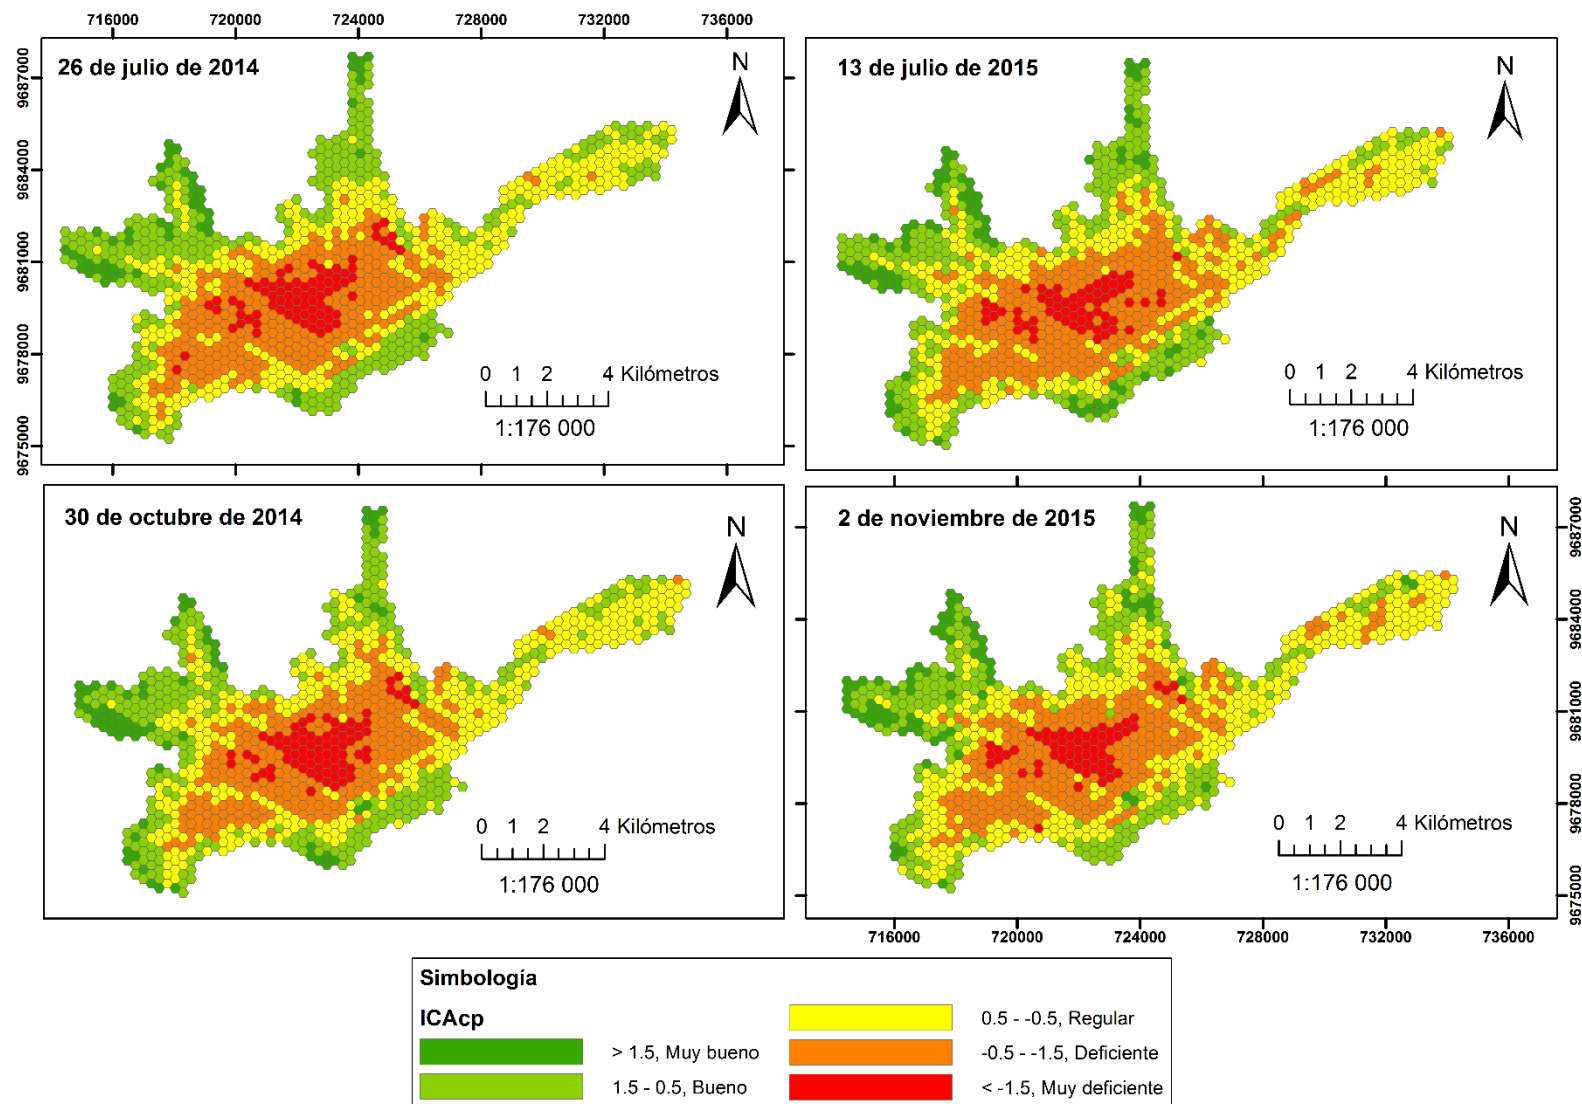 716000 720000 724000 728000 732000 736000
26 de julio de 2014
N
9687000
9684000
9681000
9678000
9675000
0 1 2 4 Kilómetros
1:176 000
13 de julio de 2015
N
0 1 2 4 Kilómetros
1:176 000
30 de octubre de 2014
N
0 1 2 4 Kilómetros
1:176 000
2 de noviembre de 2015
N
9687000
9684000
9681000
9678000
9675000
0 1 2 4 Kilómetros
1:176 000
716000 720000 724000 728000 732000 736000
Simbología
ICAcp
> 1.5, Muy bueno
1.5 - 0.5, Bueno
0.5 - -0.5, Regular
-0.5 - -1.5, Deficiente
< -1.5, Muy deficiente